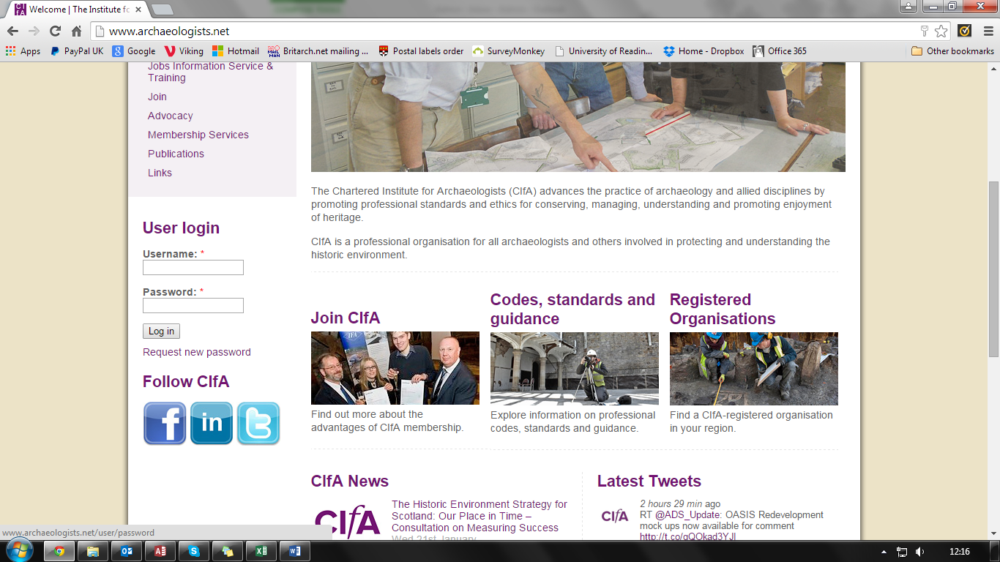 Welcome | The Institute fo
www.archaeologists.net
Apps
PayPal UK
Google
Viking
Hotmail
MAIL MAN
Britarch.net mailing ...
Postal labels order
SurveyMonkey
University of Readin...
Home - Dropbox
Office 365
Other bookmarks
Jobs Information Service &
Training
Join
Advocacy
Membership Services
Publications
Links
User login
Username: *
Password: *
Log in
Request new password
Follow CIfA
f
in
t
The Chartered Institute for Archaeologists (CIfA) advances the practice of archaeology and allied disciplines by
promoting professional standards and ethics for conserving, managing, understanding and promoting enjoyment
of heritage.
CIfA is a professional organisation for all archaeologists and others involved in protecting and understanding the
historic environment.
Join CIfA
IFA
Find out more about the
advantages of CIfA membership.
Codes, standards and
guidance
Explore information on professional
codes, standards and guidance.
Registered
Organisations
Find a CIfA-registered organisation
in your region.
CIfA News
CIfA
The Historic Environment Strategy for
Scotland: Our Place in Time –
Consultation on Measuring Success
Wed 21st January
Latest Tweets
CIfA
2 hours 29 min ago
RT @ADS_Update: OASIS Redevelopment
mock ups now available for comment
www.archaeologists.net/user/password
12:16